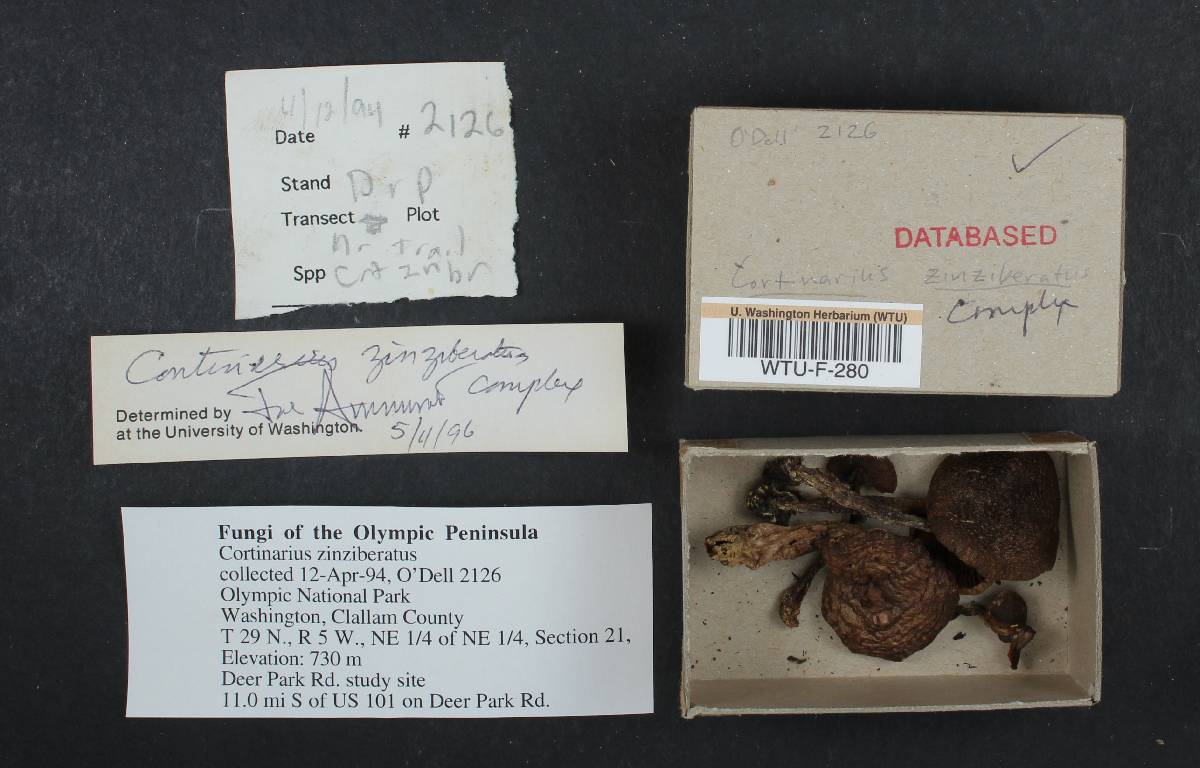 4/12/94
Date # 2126
Stand Drp
Transect Plot
nr trail
Spp Crt znbr
Cortinarius zinziberatus
complex
Determined by Joe Ammirati
at the University of Washington. 5/4/96
Fungi of the Olympic Peninsula
Cortinarius zinziberatus
collected 12-Apr-94, O'Dell 2126
Olympic National Park
Washington, Clallam County
T 29 N., R 5 W., NE 1/4 of NE 1/4, Section 21,
Elevation: 730 m
Deer Park Rd. study site
11.0 mi S of US 101 on Deer Park Rd.
O'Dell 2126
DATABASED
Cortinarius zinziberatus
complex
U. Washington Herbarium (WTU)
WTU-F-280